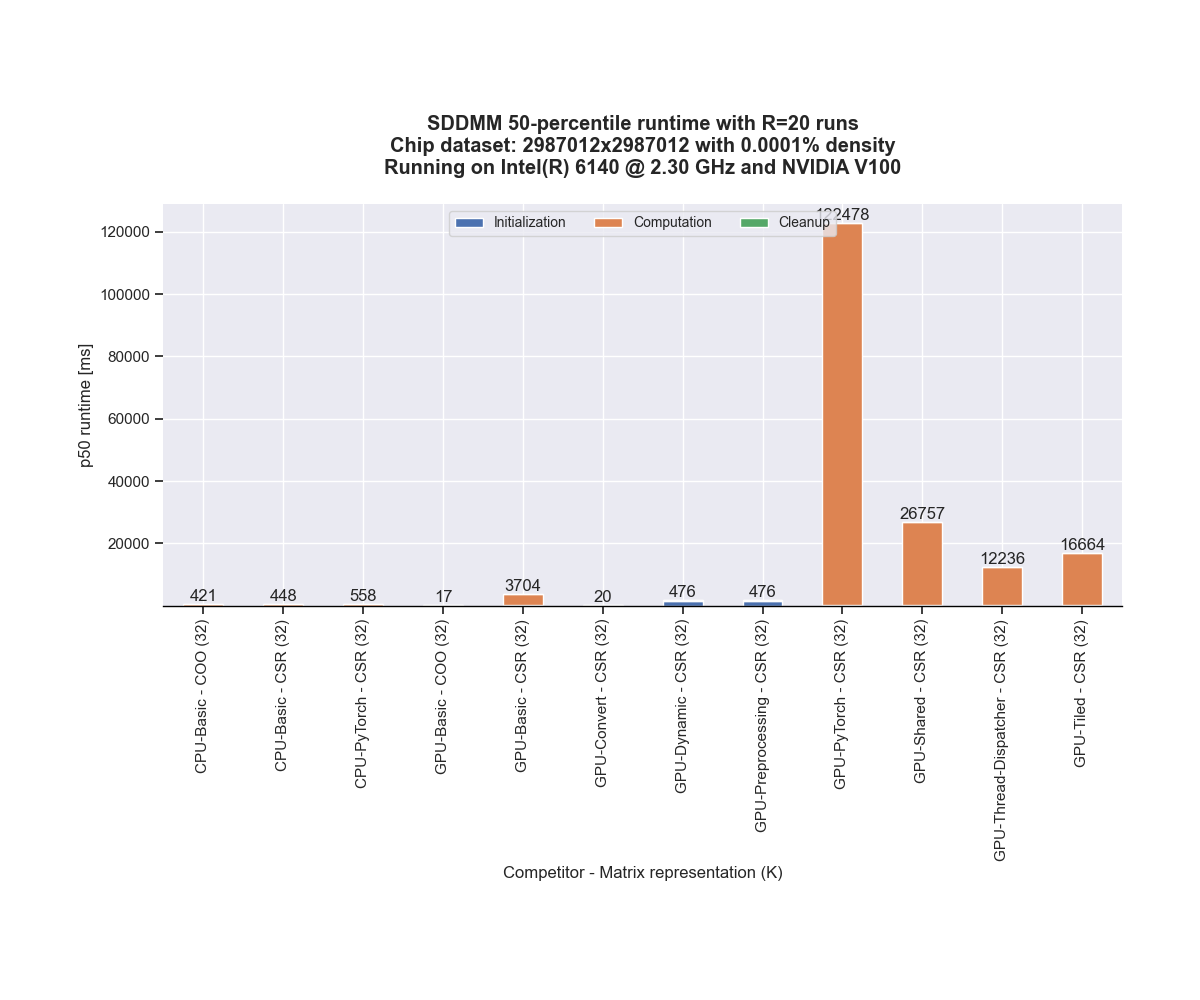 SDDMM 50-percentile runtime with R=20 runs
Chip dataset: 2987012x2987012 with 0.0001% density
Running on Intel(R) 6140 @ 2.30 GHz and NVIDIA V100
Initialization
Computation
Cleanup
122478
120000
100000
80000
60000
40000
20000
p50 runtime [ms]
421
448
558
17
3704
20
476
476
26757
12236
16664
CPU-Basic - COO (32)
CPU-Basic - CSR (32)
CPU-PyTorch - CSR (32)
GPU-Basic - COO (32)
GPU-Basic - CSR (32)
GPU-Convert - CSR (32)
GPU-Dynamic - CSR (32)
GPU-Preprocessing - CSR (32)
GPU-PyTorch - CSR (32)
GPU-Shared - CSR (32)
GPU-Thread-Dispatcher - CSR (32)
GPU-Tiled - CSR (32)
Competitor - Matrix representation (K)